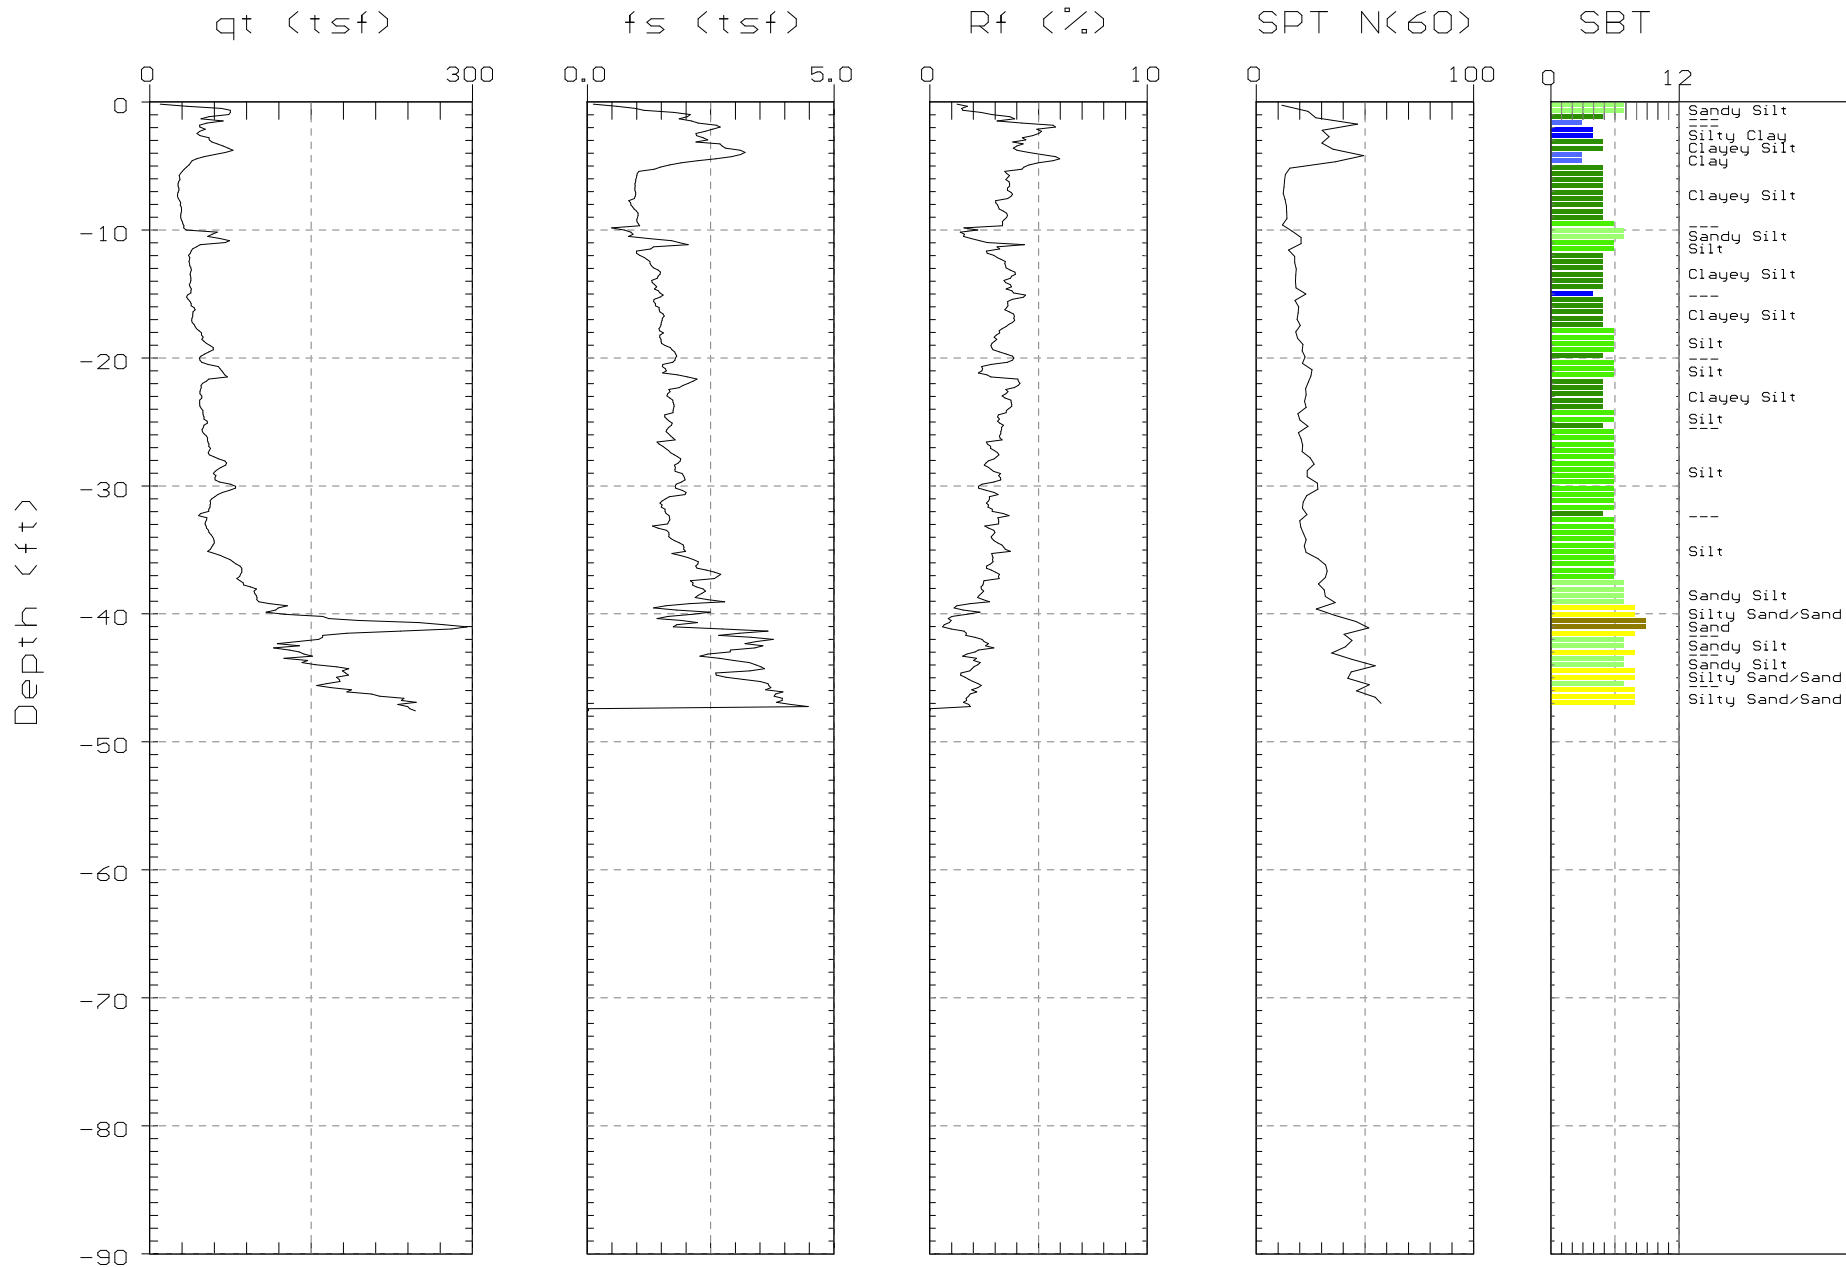 qt (tsf) fs (tsf) Rf (%) SPT N(60) SBT
0 300 0.0 5.0 0 10 0 100 0 12
Depth (ft)
0
-10
-20
-30
-40
-50
-60
-70
-80
-90
Sandy Silt
---
Silty Clay
Clayey Silt
Clay
Clayey Silt
---
Sandy Silt
Silt
Clayey Silt
---
Clayey Silt
Silt
---
Silt
Clayey Silt
Silt
---
Silt
---
Silt
Sandy Silt
Silty Sand/Sand
Sand
---
Sandy Silt
---
Sandy Silt
Silty Sand/Sand
---
Silty Sand/Sand